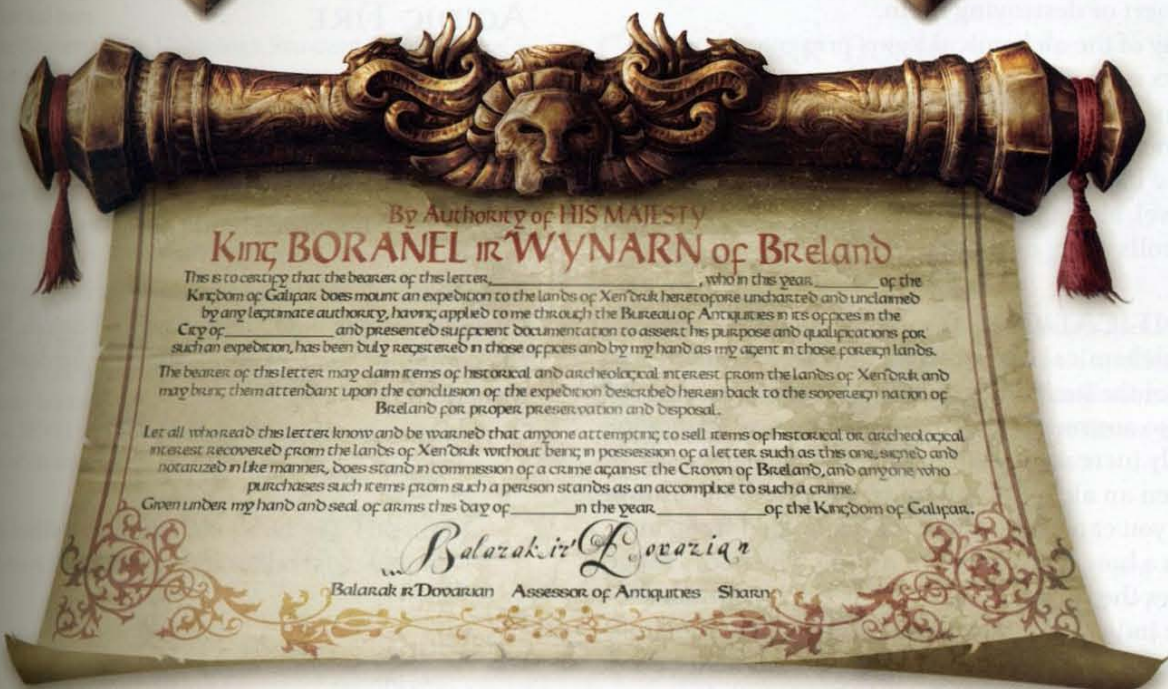 or destroying
FIRE
By Authority of HIS MAJESTY
King BORANEL ir'WYNARN of Breland
This is to certify that the bearer of this letter,____________________, who in this year________of the
Kingdom of Galifar does mount an expedition to the lands of Xen'drik heretofore uncharted and unclaimed
by any legitimate authority, having applied to me through the Bureau of Antiquities in its offices in the
City of____________and presented sufficient documentation to assert his purpose and qualifications for
such an expedition, has been duly registered in those offices and by my hand as my agent in those foreign lands.
The bearer of this letter may claim items of historical and archeological interest from the lands of Xen'drik and
may bring them attendant upon the conclusion of the expedition described herein back to the sovereign nation of
Breland for proper preservation and disposal.
Let all who read this letter know and be warned that anyone attempting to sell items of historical or archeological
interest recovered from the lands of Xen'drik without being in possession of a letter such as this one, signed and
notarized in like manner, does stand in commission of a crime against the Crown of Breland, and anyone who
purchases such items from such a person stands as an accomplice to such a crime.
Given under my hand and seal of arms this day of________in the year____________of the Kingdom of Galifar.
Balarak ir'Dovarian
Balarak ir'Dovarian Assessor of Antiquities Sharn